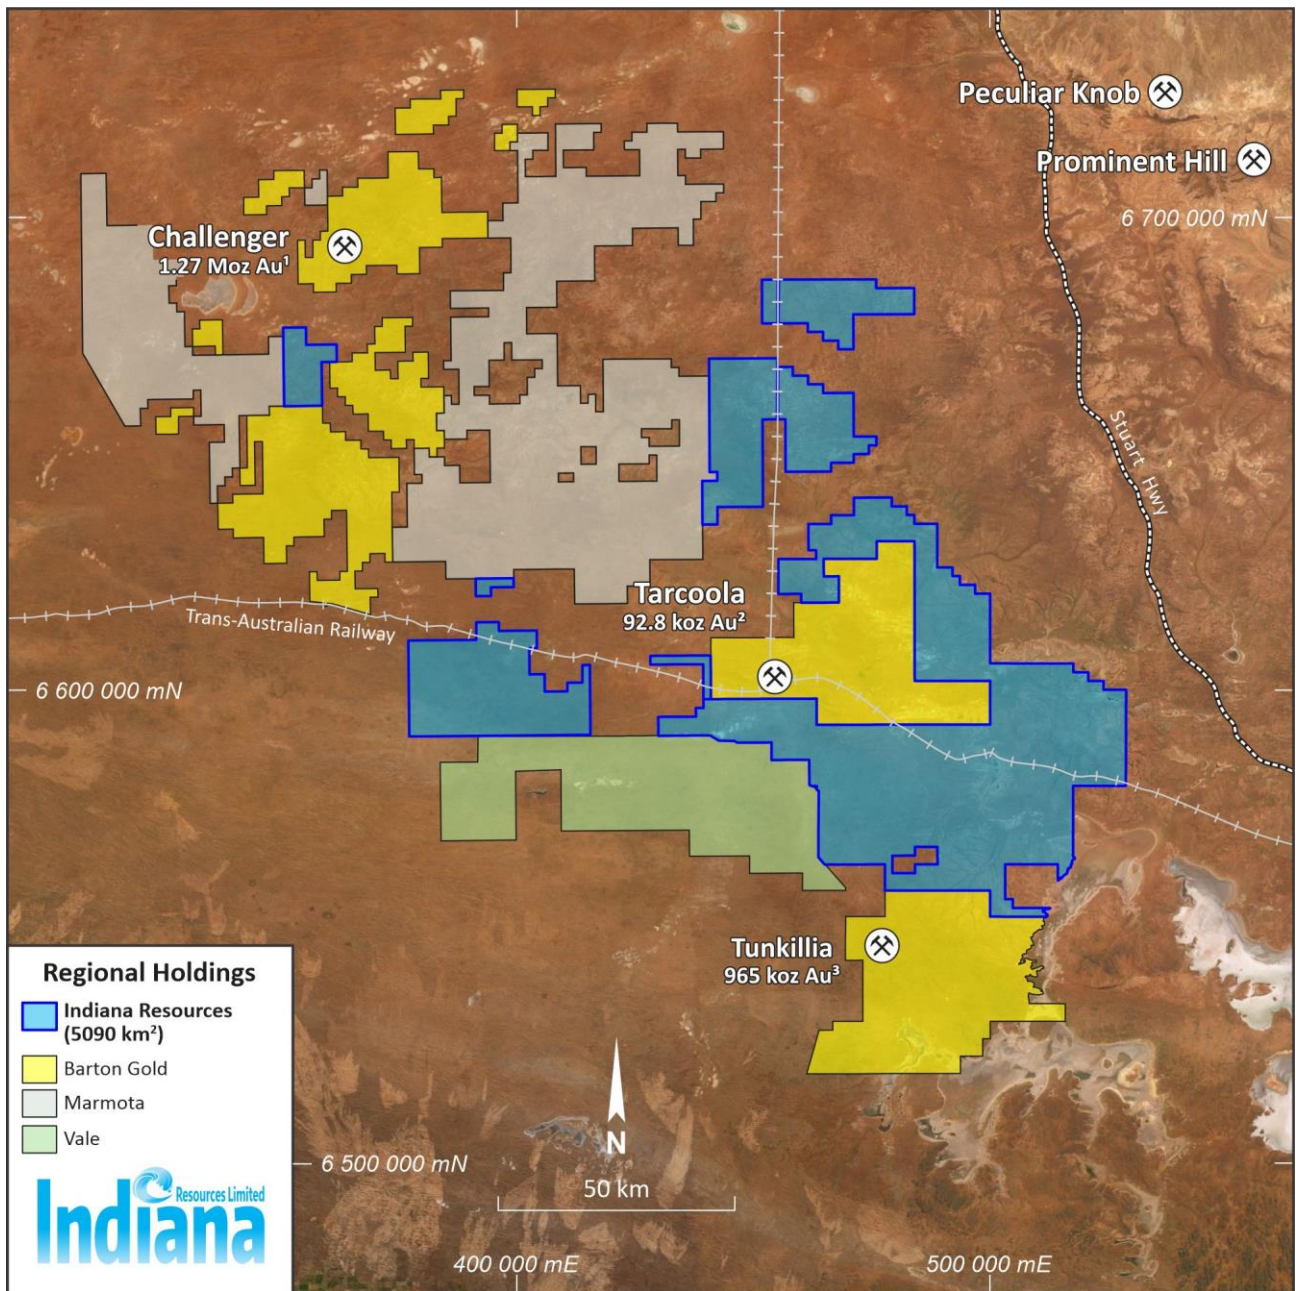 Peculiar Knob
Prominent Hill
6 700 000 mN
Challenger
1.27 Moz Au¹
Stuart Hwy
Tarcoola
92.8 koz Au²
Trans-Australian Railway
6 600 000 mN
Tunkillia
965 koz Au³
Regional Holdings
Indiana Resources
(5090 km²)
Barton Gold
Marmota
Vale
N
6 500 000 mN
50 km
Resources Limited
Indiana
400 000 mE
500 000 mE